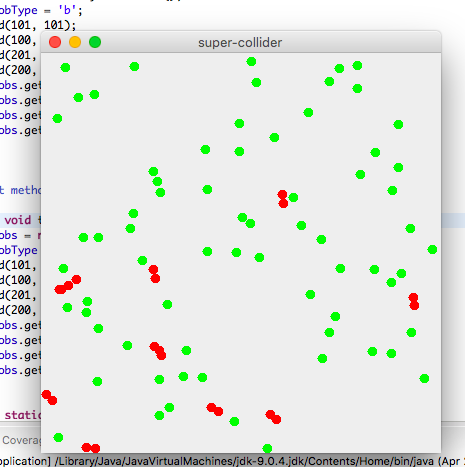 obType = 'b';
d(101, 101);
d(100,
super-collider
d(201,
d(200,
obs.get
obs.get
obs.get
obs.get
t metho
void t
obs = n
obType
d(101,
d(100,
d(201,
d(200,
obs.get
obs.get
obs.get
obs.get
static
Coverag
pplication] /Library/Java/JavaVirtualMachines/jdk-9.0.4.jdk/Contents/Home/bin/java (Apr